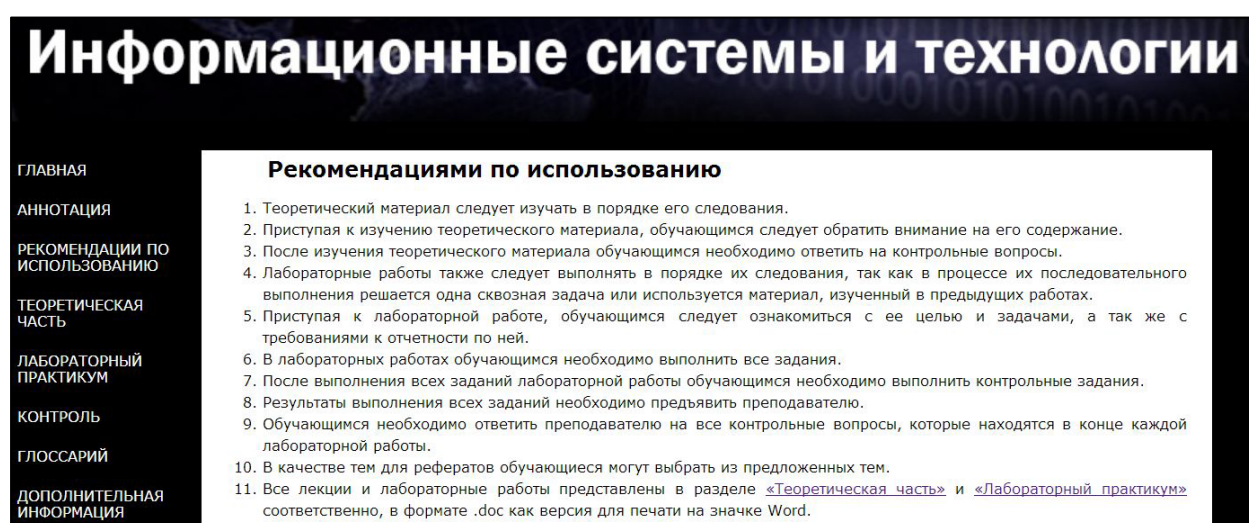 Информационные системы и технологии
ГЛАВНАЯ
АННОТАЦИЯ
РЕКОМЕНДАЦИИ ПО
ИСПОЛЬЗОВАНИЮ
ТЕОРЕТИЧЕСКАЯ
ЧАСТЬ
ЛАБОРАТОРНЫЙ
ПРАКТИКУМ
КОНТРОЛЬ
ГЛОССАРИЙ
ДОПОЛНИТЕЛЬНАЯ
ИНФОРМАЦИЯ
Рекомендациями по использованию
1. Теоретический материал следует изучать в порядке его следования.
2. Приступая к изучению теоретического материала, обучающимся следует обратить внимание на его содержание.
3. После изучения теоретического материала обучающимся необходимо ответить на контрольные вопросы.
4. Лабораторные работы также следует выполнять в порядке их следования, так как в процессе их последовательного
выполнения решается одна сквозная задача или используется материал, изученный в предыдущих работах.
5. Приступая к лабораторной работе, обучающимся следует ознакомиться с ее целью и задачами, а так же с
требованиями к отчетности по ней.
6. В лабораторных работах обучающимся необходимо выполнить все задания.
7. После выполнения всех заданий лабораторной работы обучающимся необходимо выполнить контрольные задания.
8. Результаты выполнения всех заданий необходимо предъявить преподавателю.
9. Обучающимся необходимо ответить преподавателю на все контрольные вопросы, которые находятся в конце каждой
лабораторной работы.
10. В качестве тем для рефератов обучающиеся могут выбрать из предложенных тем.
11. Все лекции и лабораторные работы представлены в разделе «Теоретическая часть» и «Лабораторный практикум»
соответственно, в формате .doc как версия для печати на значке Word.